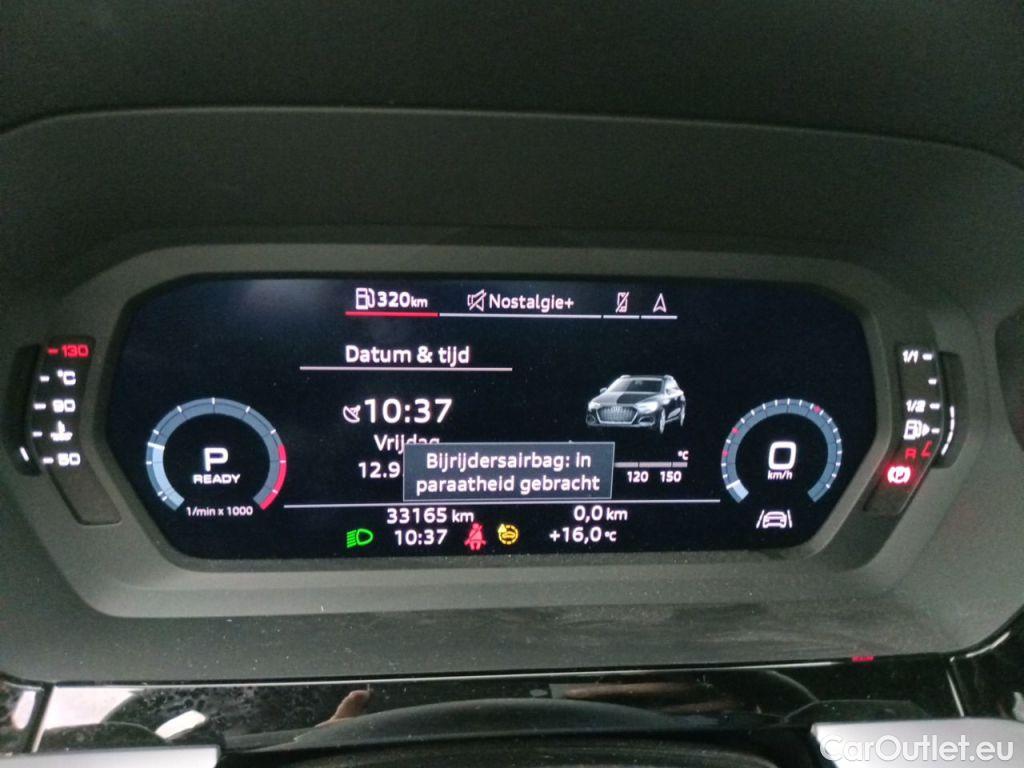 320km
Nostalgie+
Datum & tijd
10:37
Vrijdag
12.9
Bijrijdersairbag: in
paraatheid gebracht
°C
120 150
33165 km
0,0 km
10:37
+16,0 °C
P
READY
1/min x 1000
0
km/h
130
°C
90
50
1/1
1/2
R
CarOutlet.eu